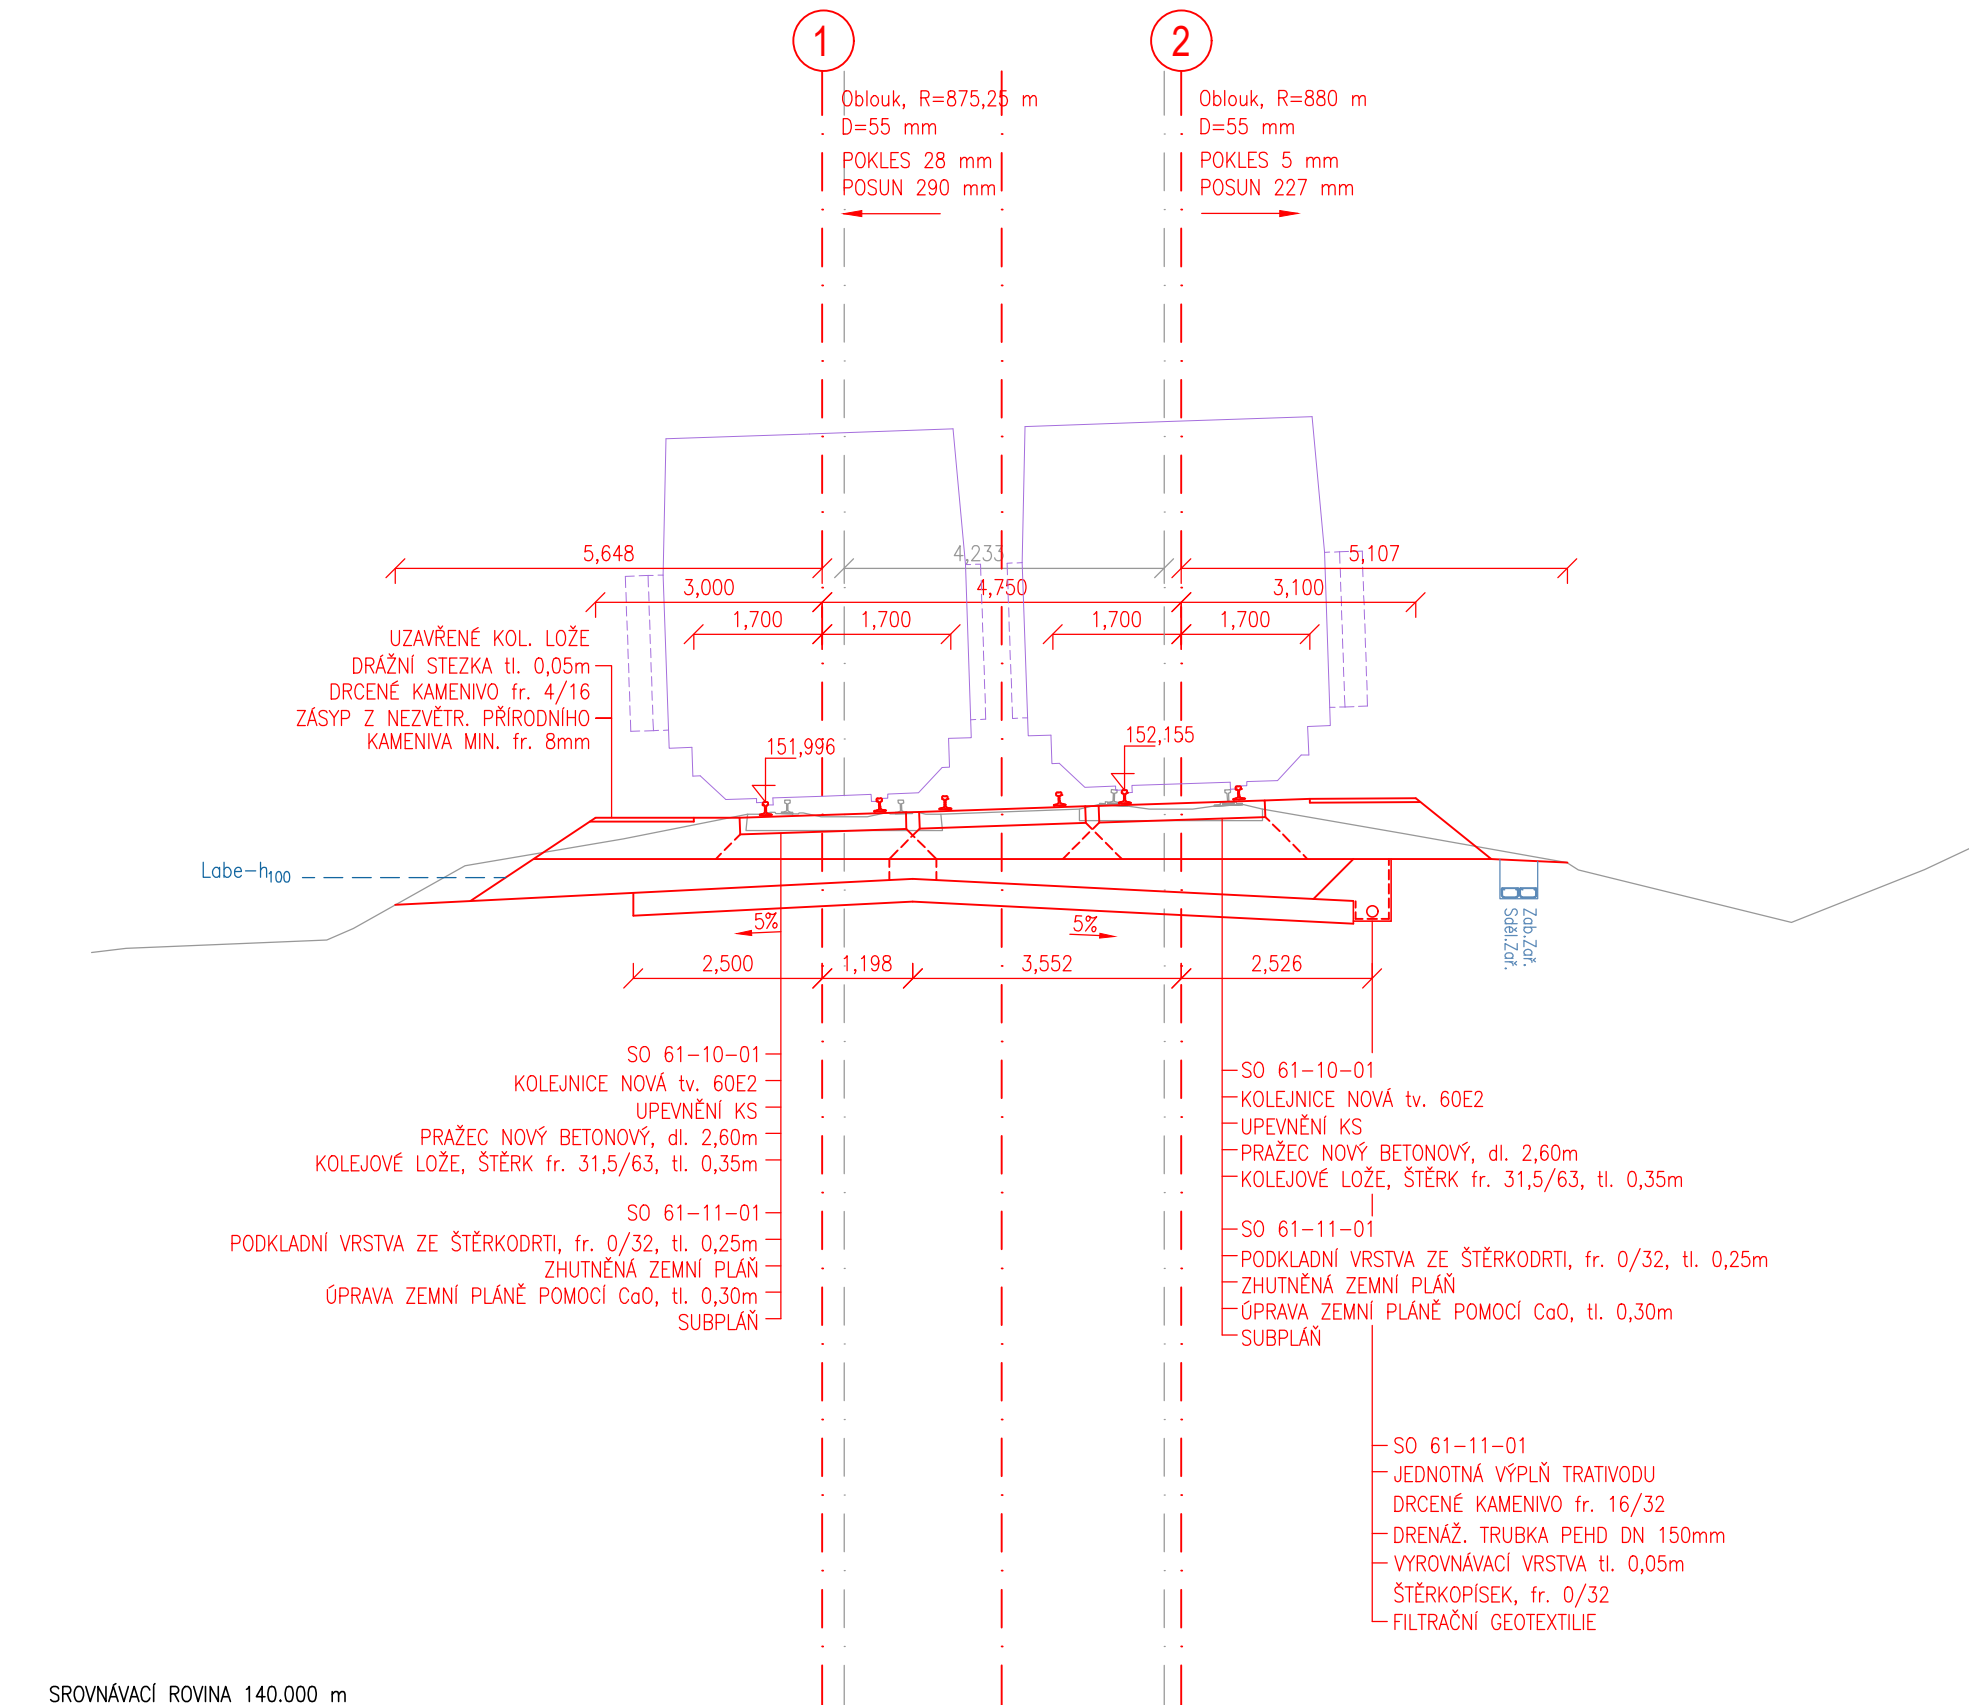 1
2
Oblouk, R=875,25 m
D=55 mm
POKLES 28 mm
POSUN 290 mm
Oblouk, R=880 m
D=55 mm
POKLES 5 mm
POSUN 227 mm
5,648
4,233
5,107
3,000
4,750
3,100
1,700
1,700
1,700
1,700
UZAVŘENÉ KOL. LOŽE
DRÁŽNÍ STEZKA tl. 0,05m
DRCENÉ KAMENIVO fr. 4/16
ZÁSYP Z NEZVĚTR. PŘÍRODNÍHO
KAMENIVA MIN. fr. 8mm
151,996
152,155
Labe-h100
5%
5%
Zab.Zař.
Sděl.Zař.
2,500
1,198
3,552
2,526
SO 61-10-01
KOLEJNICE NOVÁ tv. 60E2
UPEVNĚNÍ KS
PRAŽEC NOVÝ BETONOVÝ, dl. 2,60m
KOLEJOVÉ LOŽE, ŠTĚRK fr. 31,5/63, tl. 0,35m
SO 61-11-01
PODKLADNÍ VRSTVA ZE ŠTĚRKODRTI, fr. 0/32, tl. 0,25m
ZHUTNĚNÁ ZEMNÍ PLÁŇ
ÚPRAVA ZEMNÍ PLÁNĚ POMOCÍ CaO, tl. 0,30m
SUBPLÁŇ
SO 61-10-01
KOLEJNICE NOVÁ tv. 60E2
UPEVNĚNÍ KS
PRAŽEC NOVÝ BETONOVÝ, dl. 2,60m
KOLEJOVÉ LOŽE, ŠTĚRK fr. 31,5/63, tl. 0,35m
SO 61-11-01
PODKLADNÍ VRSTVA ZE ŠTĚRKODRTI, fr. 0/32, tl. 0,25m
ZHUTNĚNÁ ZEMNÍ PLÁŇ
ÚPRAVA ZEMNÍ PLÁNĚ POMOCÍ CaO, tl. 0,30m
SUBPLÁŇ
SO 61-11-01
JEDNOTNÁ VÝPLŇ TRATIVODU
DRCENÉ KAMENIVO fr. 16/32
DRENÁŽ. TRUBKA PEHD DN 150mm
VYROVNÁVACÍ VRSTVA tl. 0,05m
ŠTĚRKOPÍSEK, fr. 0/32
FILTRAČNÍ GEOTEXTILIE
SROVNÁVACÍ ROVINA 140.000 m